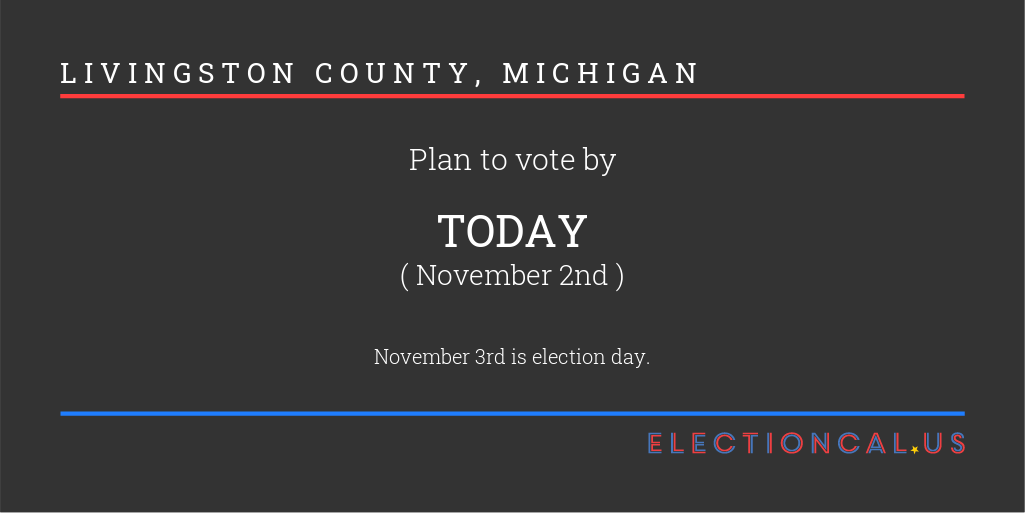 LIVINGSTON COUNTY, MICHIGAN
Plan to vote by
TODAY
( November 2nd )
November 3rd is election day.
ELECTIONCAL.US